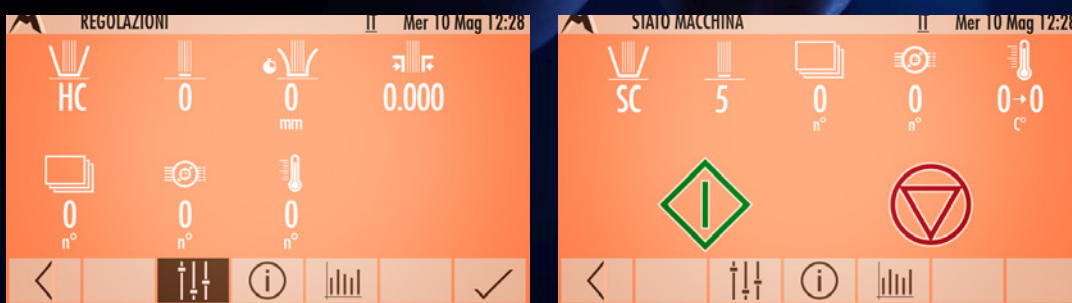 REGOLAZIONI IT Mer 10 Mag 12:28
HC 0 0 0.000
mm
0 0 0
n° n° n°
STATO MACCHINA IT Mer 10 Mag 12:28
SC 5 0 0 0→0
n° n° C°